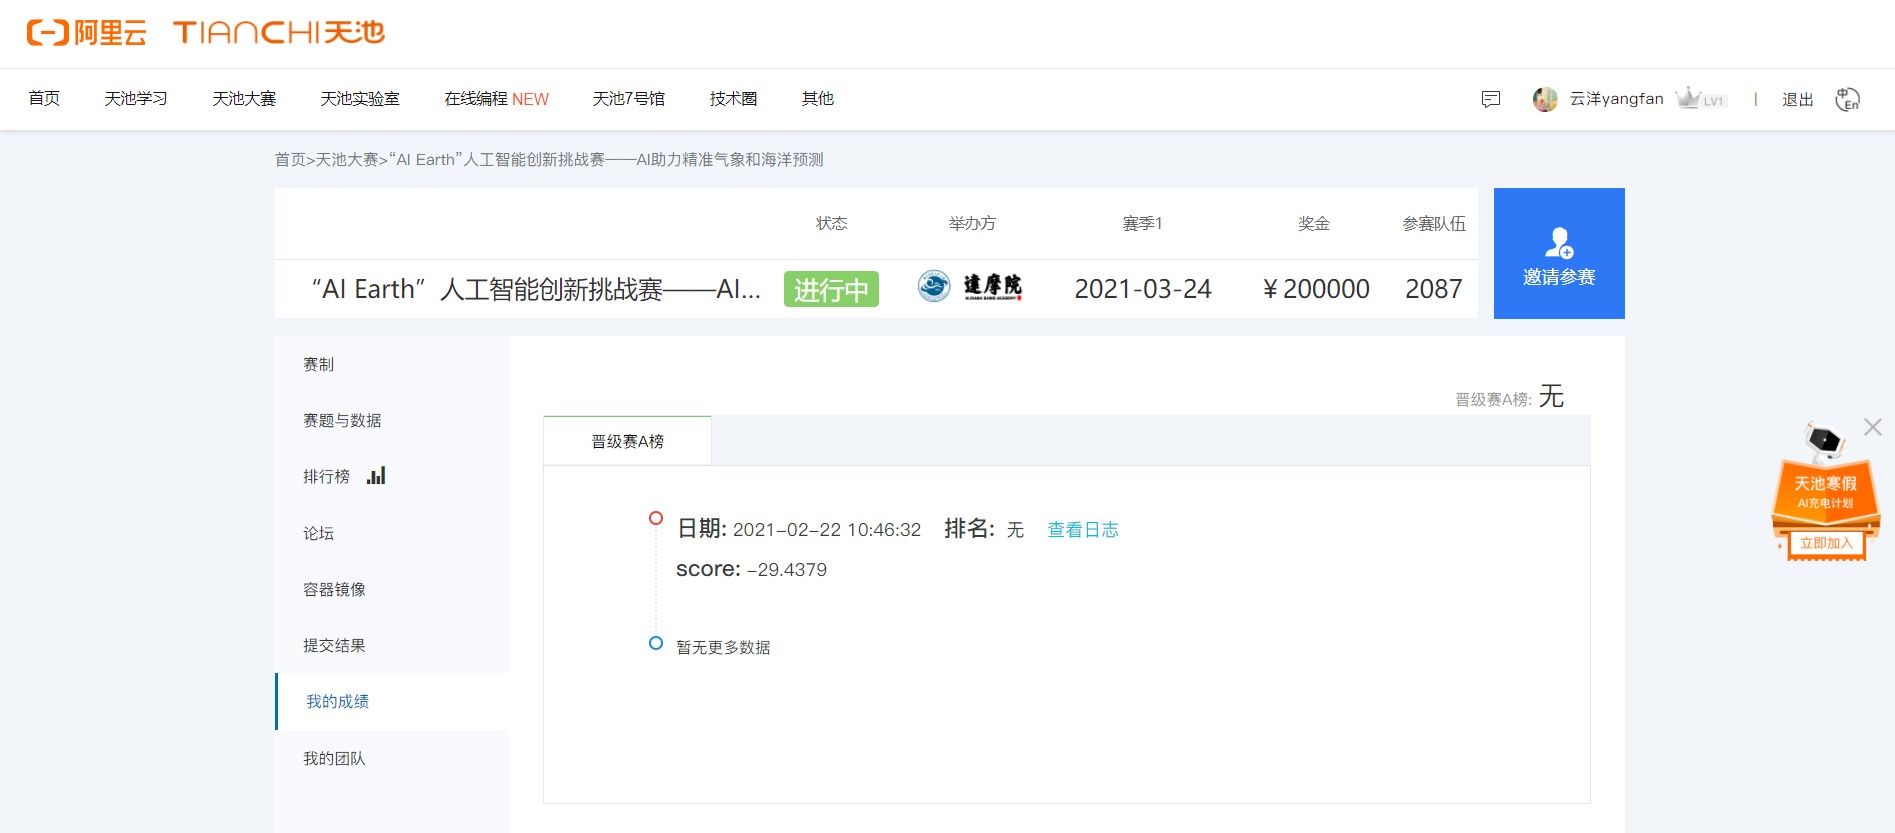 阿里云 TIANCHI天池
首页 天池学习 天池大赛 天池实验室 在线编程 NEW 天池7号馆 技术圈 其他 云洋yangfan LV1 | 退出 中 En
首页>天池大赛>“AI Earth”人工智能创新挑战赛——AI助力精准气象和海洋预测
状态 举办方 赛季1 奖金 参赛队伍
“AI Earth”人工智能创新挑战赛——AI... 进行中 達摩院 2021-03-24 ¥200000 2087
邀请参赛
赛制
赛题与数据
排行榜
论坛
容器镜像
提交结果
我的成绩
我的团队
晋级赛A榜: 无
晋级赛A榜
日期: 2021-02-22 10:46:32 排名: 无 查看日志
score: -29.4379
暂无更多数据
天池寒假
AI充电计划
立即加入